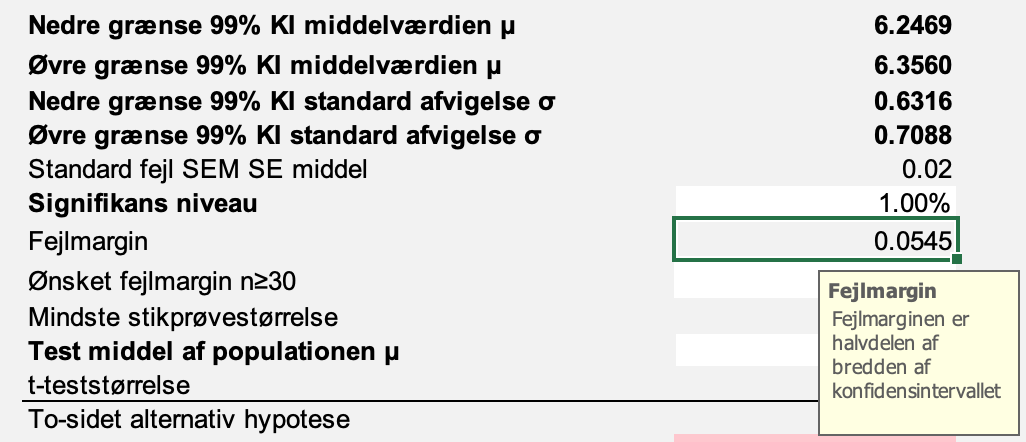 Nedre grænse 99% KI middelværdien μ 6.2469
Øvre grænse 99% KI middelværdien μ 6.3560
Nedre grænse 99% KI standard afvigelse σ 0.6316
Øvre grænse 99% KI standard afvigelse σ 0.7088
Standard fejl SEM SE middel 0.02
Signifikans niveau 1.00%
Fejlmargin 0.0545
Ønsket fejlmargin n≥30
Mindste stikprøvestørrelse
Test middel af populationen μ
t-teststørrelse
To-sidet alternativ hypotese
Fejlmargin
Fejlmarginen er
halvdelen af
bredden af
konfidensintervallet